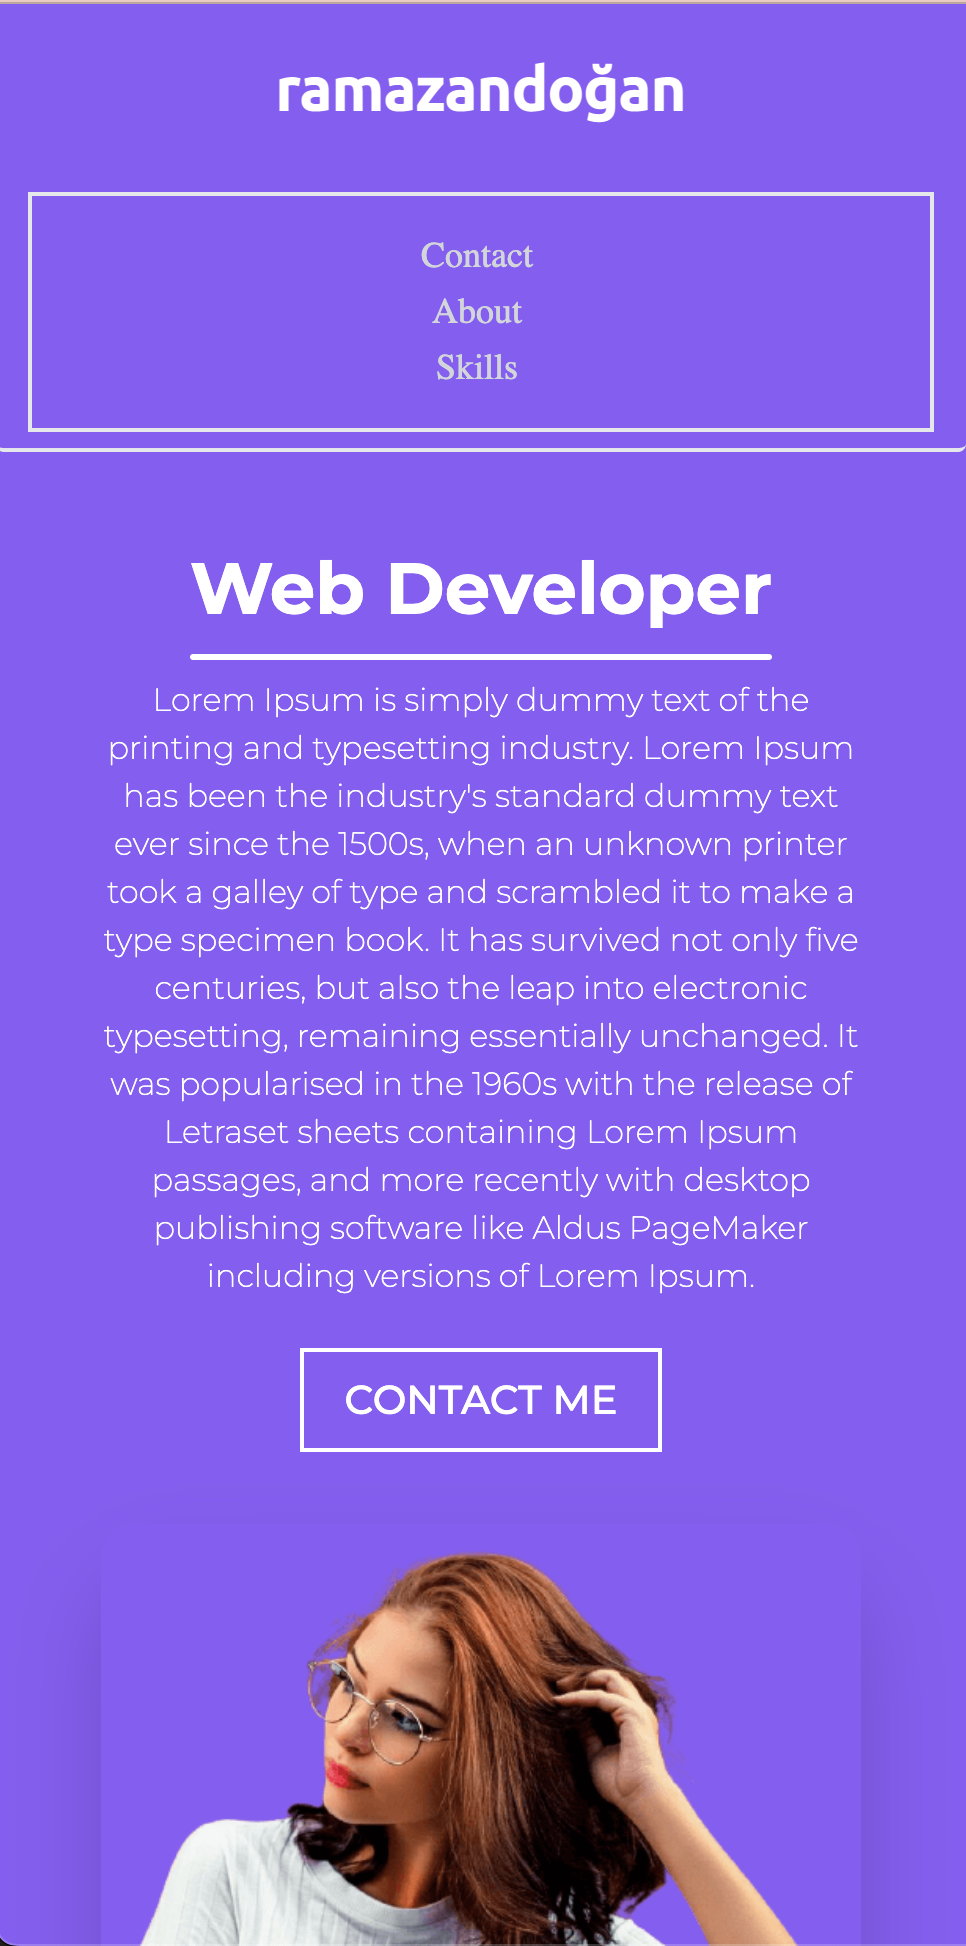 ramazandoğan
Contact
About
Skills
Web Developer
Lorem Ipsum is simply dummy text of the
printing and typesetting industry. Lorem Ipsum
has been the industry's standard dummy text
ever since the 1500s, when an unknown printer
took a galley of type and scrambled it to make a
type specimen book. It has survived not only five
centuries, but also the leap into electronic
typesetting, remaining essentially unchanged. It
was popularised in the 1960s with the release of
Letraset sheets containing Lorem Ipsum
passages, and more recently with desktop
publishing software like Aldus PageMaker
including versions of Lorem Ipsum.
CONTACT ME